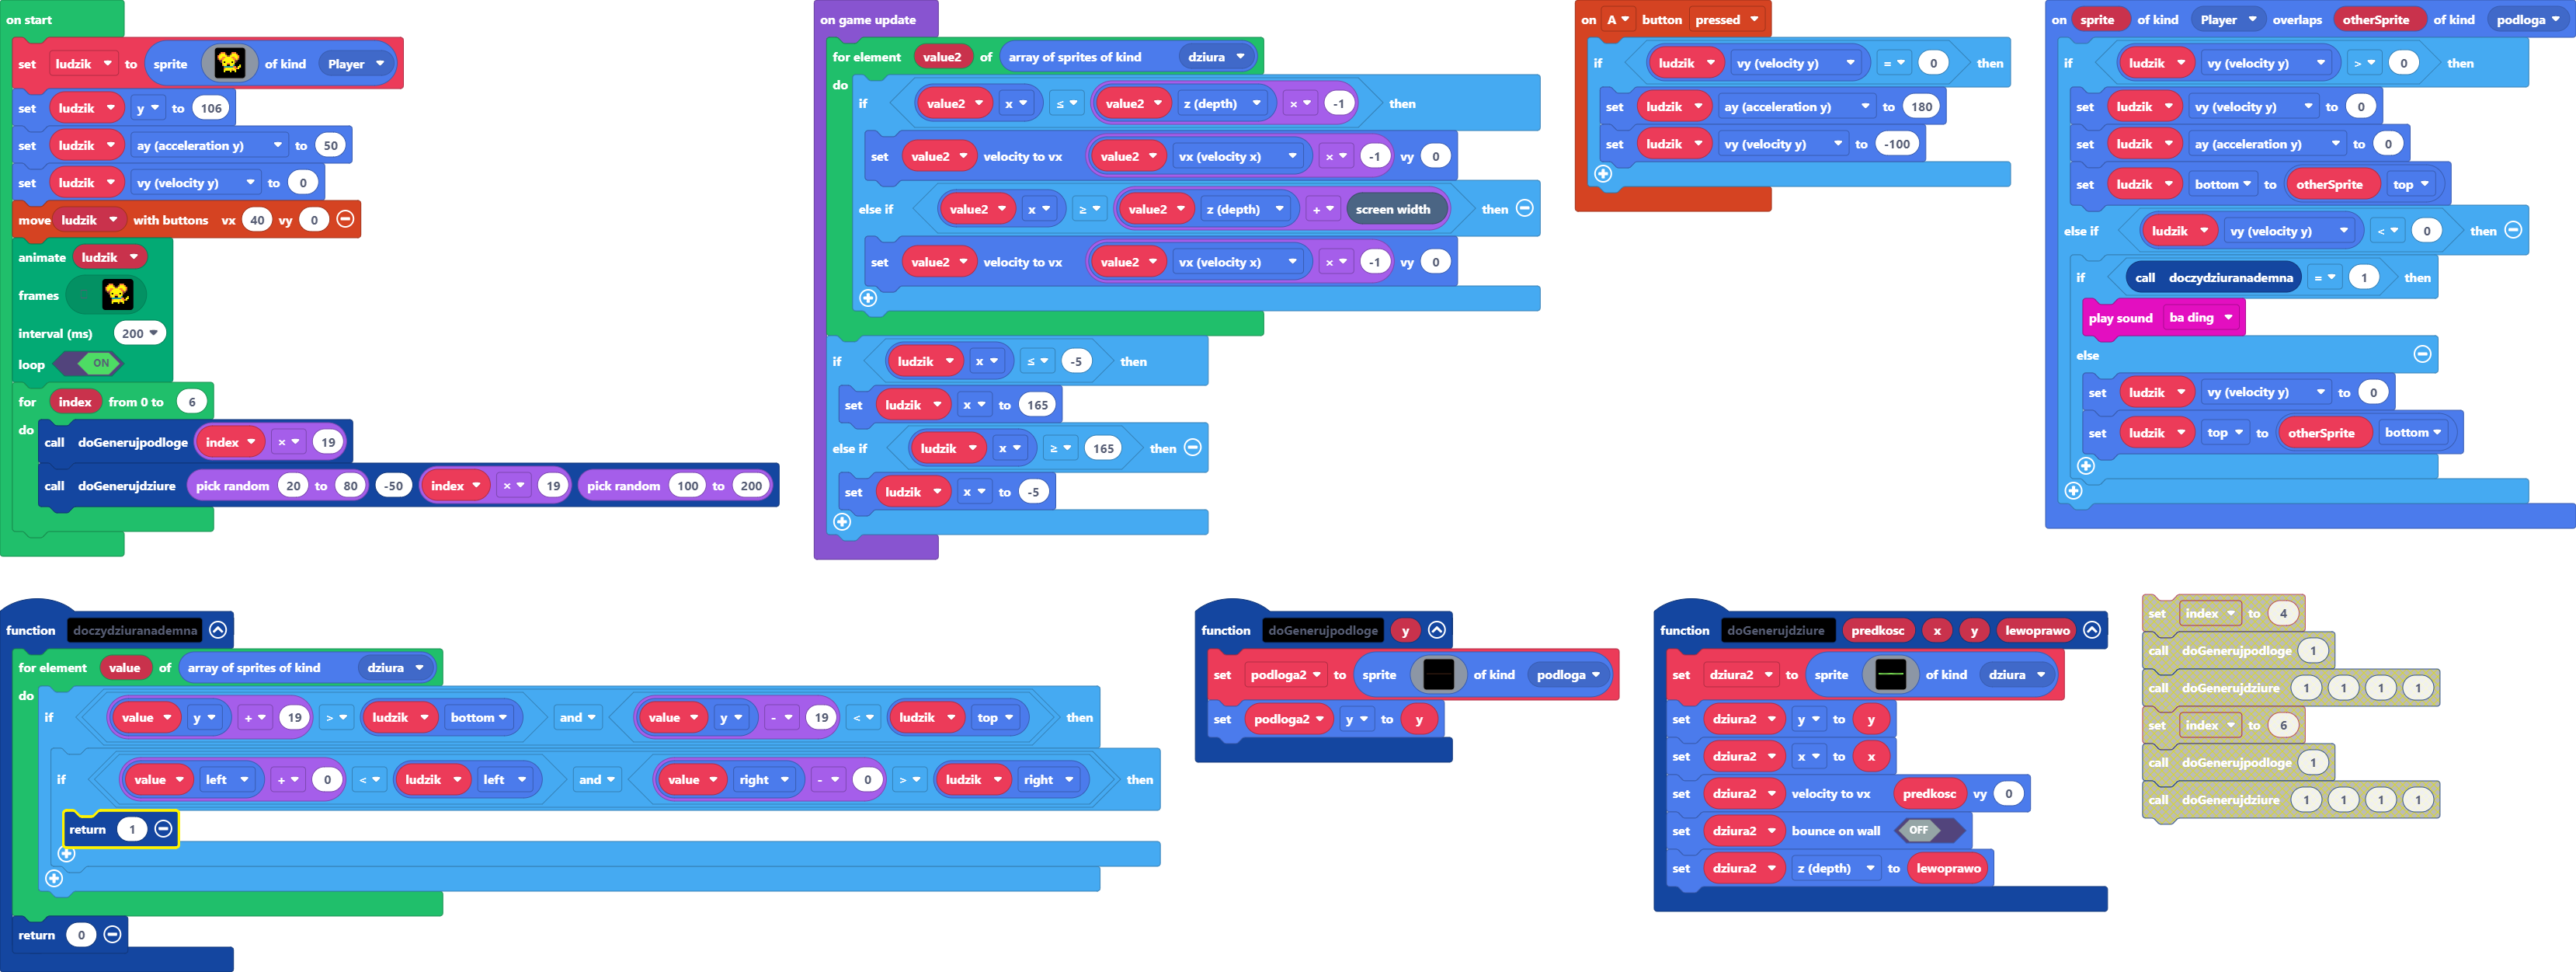 on start
set ludzik to sprite of kind Player
set ludzik y to 106
set ludzik ay (acceleration y) to 50
set ludzik vy (velocity y) to 0
move ludzik with buttons vx 40 vy 0
animate ludzik
frames
interval (ms) 200
loop ON
for index from 0 to 6
do
call doGenerujpodloge index × 19
call doGenerujdziure pick random 20 to 80 -50 index × 19 pick random 100 to 200
on game update
for element value2 of array of sprites of kind dziura
do
if value2 x ≤ value2 z (depth) × -1 then
set value2 velocity to vx value2 vx (velocity x) × -1 vy 0
else if value2 x ≥ value2 z (depth) + screen width then
set value2 velocity to vx value2 vx (velocity x) × -1 vy 0
if ludzik x ≤ -5 then
set ludzik x to 165
else if ludzik x ≥ 165 then
set ludzik x to -5
on A button pressed
if ludzik vy (velocity y) = 0 then
set ludzik ay (acceleration y) to 180
set ludzik vy (velocity y) to -100
on sprite of kind Player overlaps otherSprite of kind podloga
if ludzik vy (velocity y) > 0 then
set ludzik vy (velocity y) to 0
set ludzik ay (acceleration y) to 0
set ludzik bottom to otherSprite top
else if ludzik vy (velocity y) < 0 then
if call doczydziuranademna = 1 then
play sound ba ding
else
set ludzik vy (velocity y) to 0
set ludzik top to otherSprite bottom
function doczydziuranademna
for element value of array of sprites of kind dziura
do
if value y + 19 > ludzik bottom and value y - 19 < ludzik top then
if value left + 0 < ludzik left and value right - 0 > ludzik right then
return 1
return 0
function doGenerujpodloge y
set podloga2 to sprite of kind podloga
set podloga2 y to y
function doGenerujdziure predkosc x y lewoprawo
set dziura2 to sprite of kind dziura
set dziura2 y to y
set dziura2 x to x
set dziura2 velocity to vx predkosc vy 0
set dziura2 bounce on wall OFF
set dziura2 z (depth) to lewoprawo
set index to 4
call doGenerujpodloge 1
call doGenerujdziure 1 1 1 1
set index to 6
call doGenerujpodloge 1
call doGenerujdziure 1 1 1 1